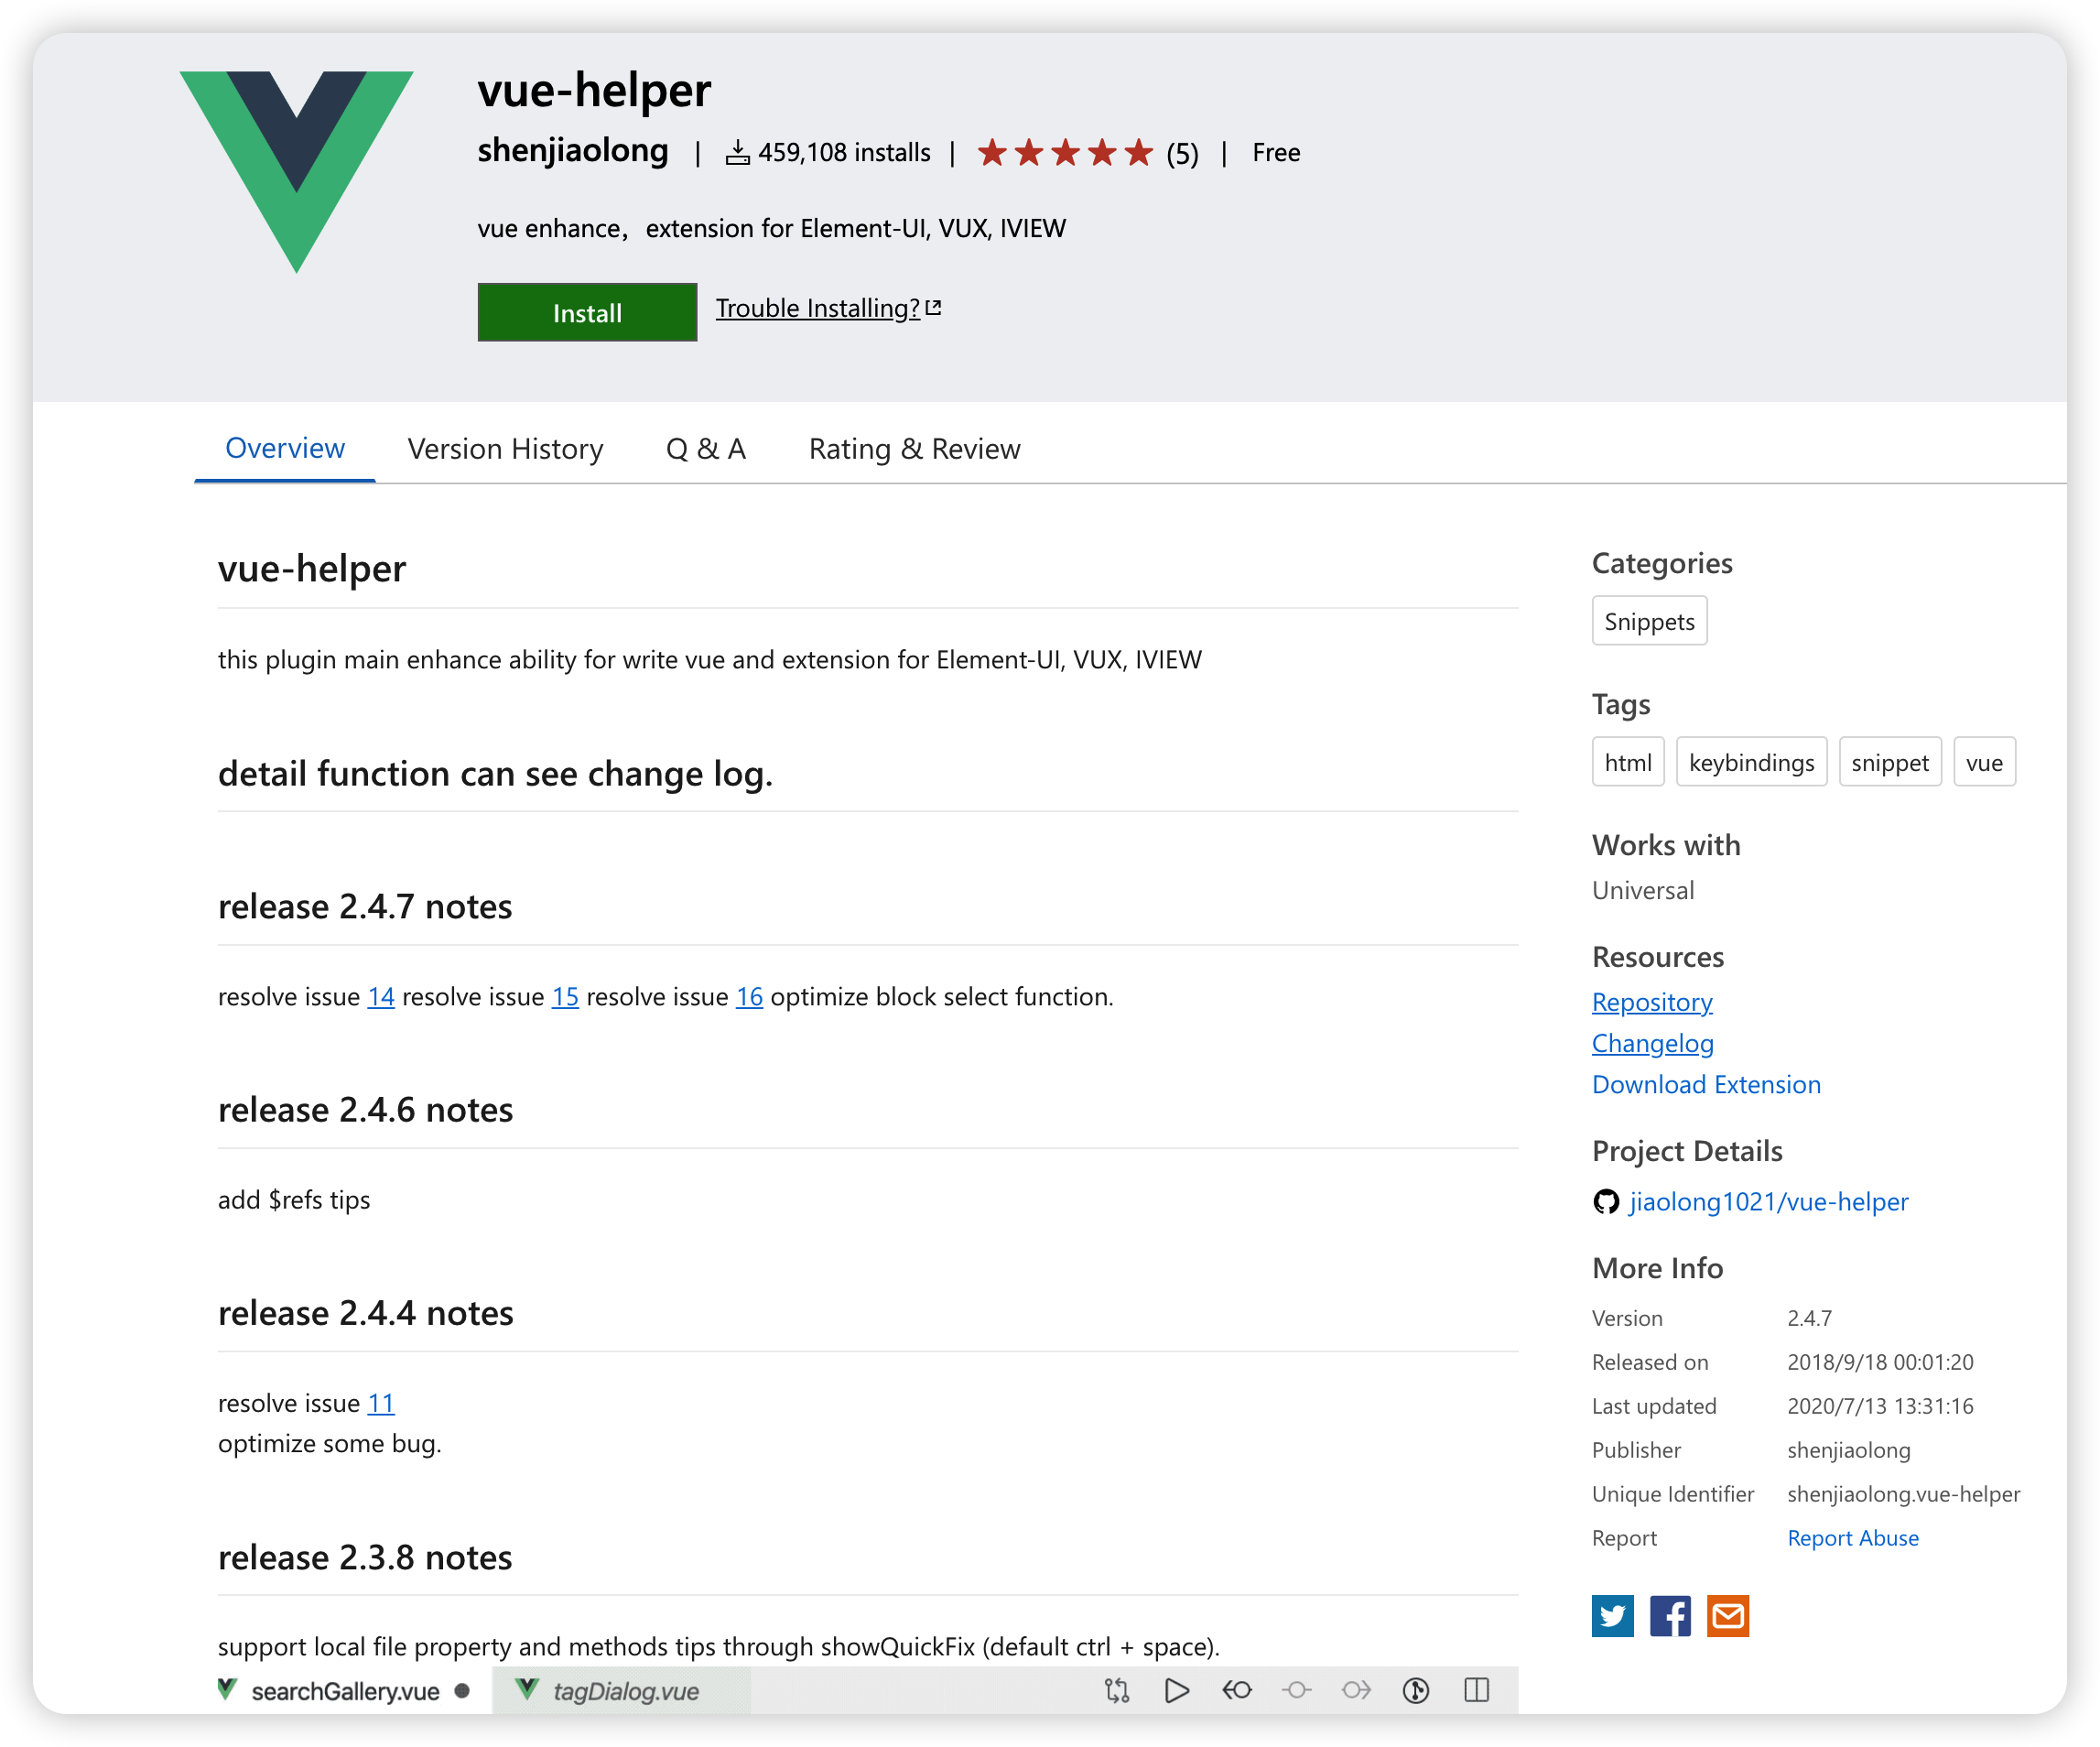 vue-helper
shenjiaolong | 459,108 installs | (5) | Free
vue enhance，extension for Element-UI, VUX, IVIEW
Install Trouble Installing?
Overview Version History Q & A Rating & Review
vue-helper
this plugin main enhance ability for write vue and extension for Element-UI, VUX, IVIEW
detail function can see change log.
release 2.4.7 notes
resolve issue 14 resolve issue 15 resolve issue 16 optimize block select function.
release 2.4.6 notes
add $refs tips
release 2.4.4 notes
resolve issue 11
optimize some bug.
release 2.3.8 notes
support local file property and methods tips through showQuickFix (default ctrl + space).
searchGallery.vue tagDialog.vue
Categories
Snippets
Tags
html keybindings snippet vue
Works with
Universal
Resources
Repository
Changelog
Download Extension
Project Details
jiaolong1021/vue-helper
More Info
Version 2.4.7
Released on 2018/9/18 00:01:20
Last updated 2020/7/13 13:31:16
Publisher shenjiaolong
Unique Identifier shenjiaolong.vue-helper
Report Report Abuse